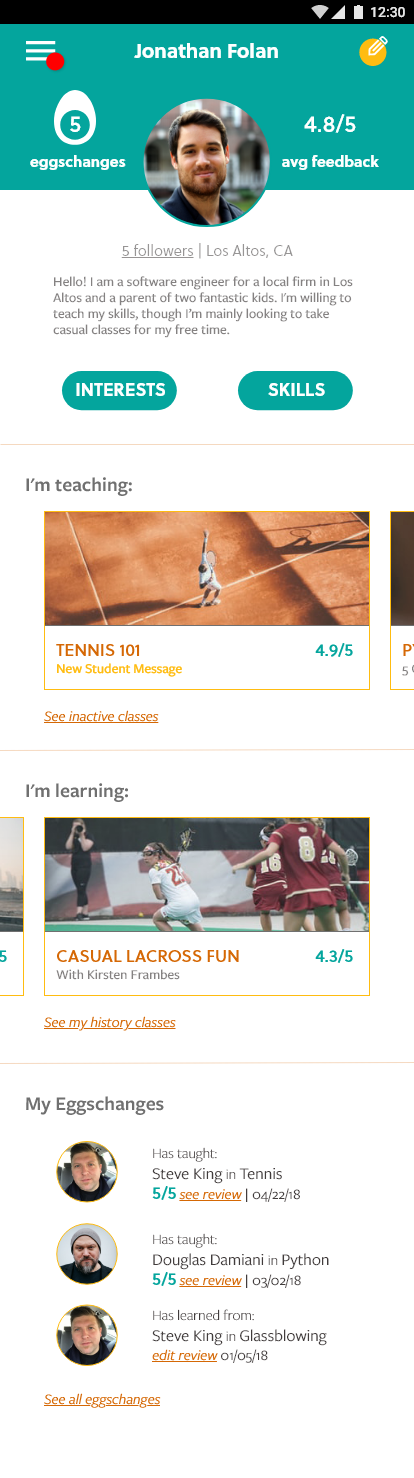 12:30
Jonathan Folan
5
4.8/5
eggschanges
avg feedback
5 followers | Los Altos, CA
Hello! I am a software engineer for a local firm in Los
Altos and a parent of two fantastic kids. I'm willing to
teach my skills, though I'm mainly looking to take
casual classes for my free time.
INTERESTS
SKILLS
I'm teaching:
TENNIS 101
4.9/5
New Student Message
See inactive classes
I'm learning:
23
5
CASUAL LACROSS FUN
4.3/5
With Kirsten Frambes
See my history classes
My Eggschanges
Has taught:
Steve King in Tennis
5/5 see review | 04/22/18
Has taught:
Douglas Damiani in Python
5/5 see review | 03/02/18
Has learned from:
Steve King in Glassblowing
edit review 01/05/18
See all eggschanges